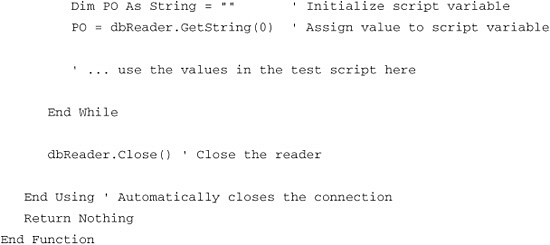 Dim PO As String = "" ' Initialize script variable
PO = dbReader.GetString(0) ' Assign value to script variable
' ... use the values in the test script here
End While
dbReader.Close() ' Close the reader
End Using ' Automatically closes the connection
Return Nothing
End Function